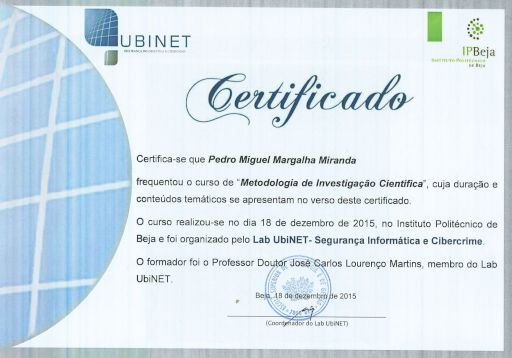 UBINET
IPBeja
INSTITUTO POLITÉCNICO
DE BEJA
Certificado
Certifica-se que Pedro Miguel Margalha Miranda
frequentou o curso de "Metodologia de Investigação Científica", cuja duração e
conteúdos temáticos se apresentam no verso deste certificado.
O curso realizou-se no dia 18 de dezembro de 2015, no Instituto Politécnico de
Beja e foi organizado pelo Lab UbiNET- Segurança Informática e Cibercrime.
O formador foi o Professor Doutor José Carlos Lourenço Martins, membro do Lab
UbiNET.
Beja, 18 de dezembro de 2015
(Coordenador do Lab UbiNET)